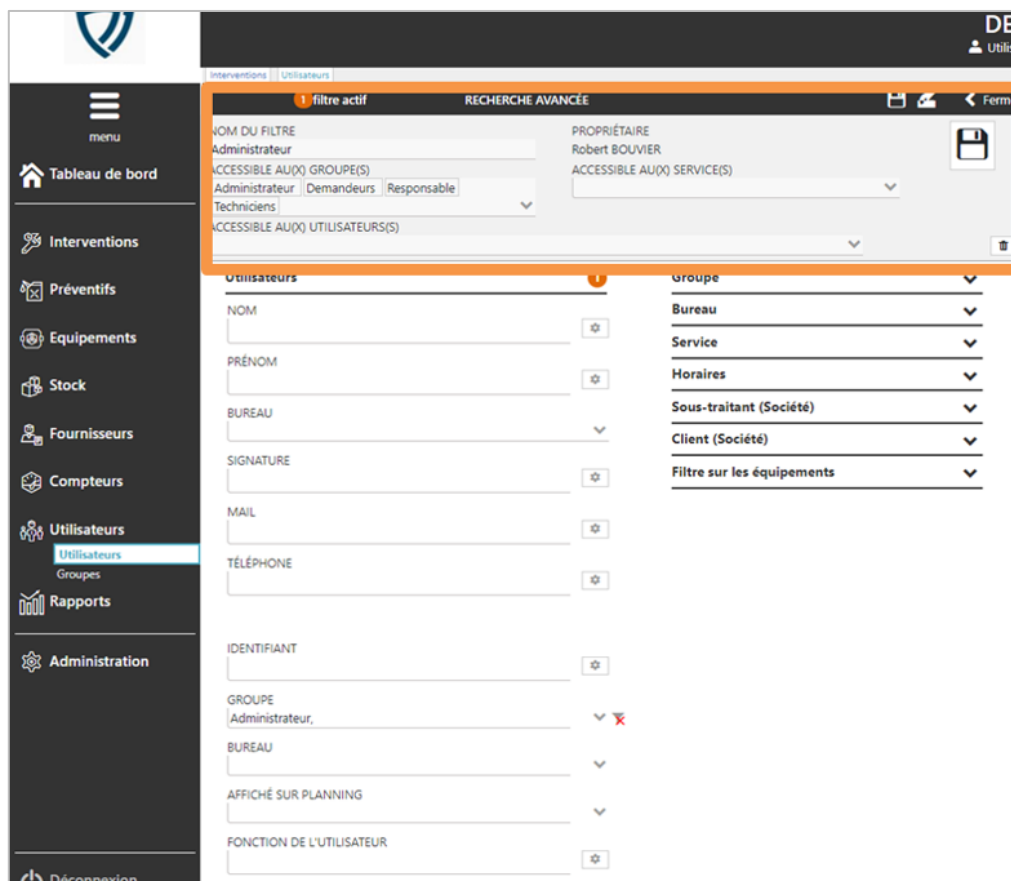 DE
Utilis
Interventions Utilisateurs
1 filtre actif RECHERCHE AVANCÉE Ferme
menu
NOM DU FILTRE PROPRIÉTAIRE
Administrateur Robert BOUVIER
ACCESSIBLE AU(X) GROUPE(S) ACCESSIBLE AU(X) SERVICE(S)
Administrateur Demandeurs Responsable
Techniciens
ACCESSIBLE AU(X) UTILISATEURS(S)
Tableau de bord
Interventions
Préventifs
Equipements
Stock
Fournisseurs
Compteurs
Utilisateurs
Utilisateurs
Groupes
Rapports
Administration
Déconnexion
Utilisateurs 1
NOM
PRÉNOM
BUREAU
SIGNATURE
MAIL
TÉLÉPHONE
IDENTIFIANT
GROUPE
Administrateur,
BUREAU
AFFICHÉ SUR PLANNING
FONCTION DE L'UTILISATEUR
Groupe
Bureau
Service
Horaires
Sous-traitant (Société)
Client (Société)
Filtre sur les équipements